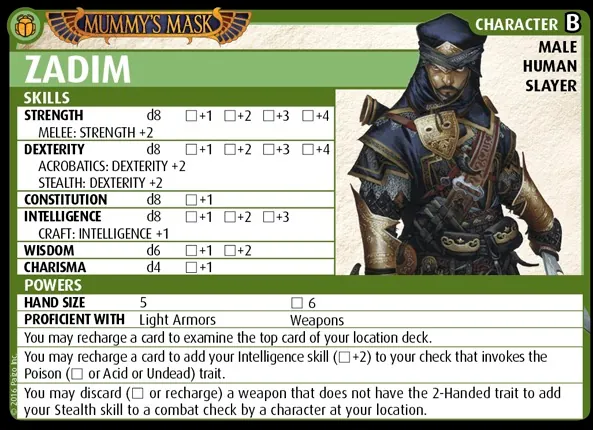 MUMMY'S MASK
CHARACTER B
ZADIM
MALE
HUMAN
SLAYER
SKILLS
STRENGTH d8 □ +1 □ +2 □ +3 □ +4
MELEE: STRENGTH +2
DEXTERITY d8 □ +1 □ +2 □ +3 □ +4
ACROBATICS: DEXTERITY +2
STEALTH: DEXTERITY +2
CONSTITUTION d8 □ +1
INTELLIGENCE d8 □ +1 □ +2 □ +3
CRAFT: INTELLIGENCE +1
WISDOM d6 □ +1 □ +2
CHARISMA d4 □ +1
POWERS
HAND SIZE 5 □ 6
PROFICIENT WITH Light Armors Weapons
You may recharge a card to examine the top card of your location deck.
You may recharge a card to add your Intelligence skill (□ +2) to your check that invokes the
Poison (□ or Acid or Undead) trait.
You may discard (□ or recharge) a weapon that does not have the 2-Handed trait to add
your Stealth skill to a combat check by a character at your location.
© 2014 Paizo Inc.